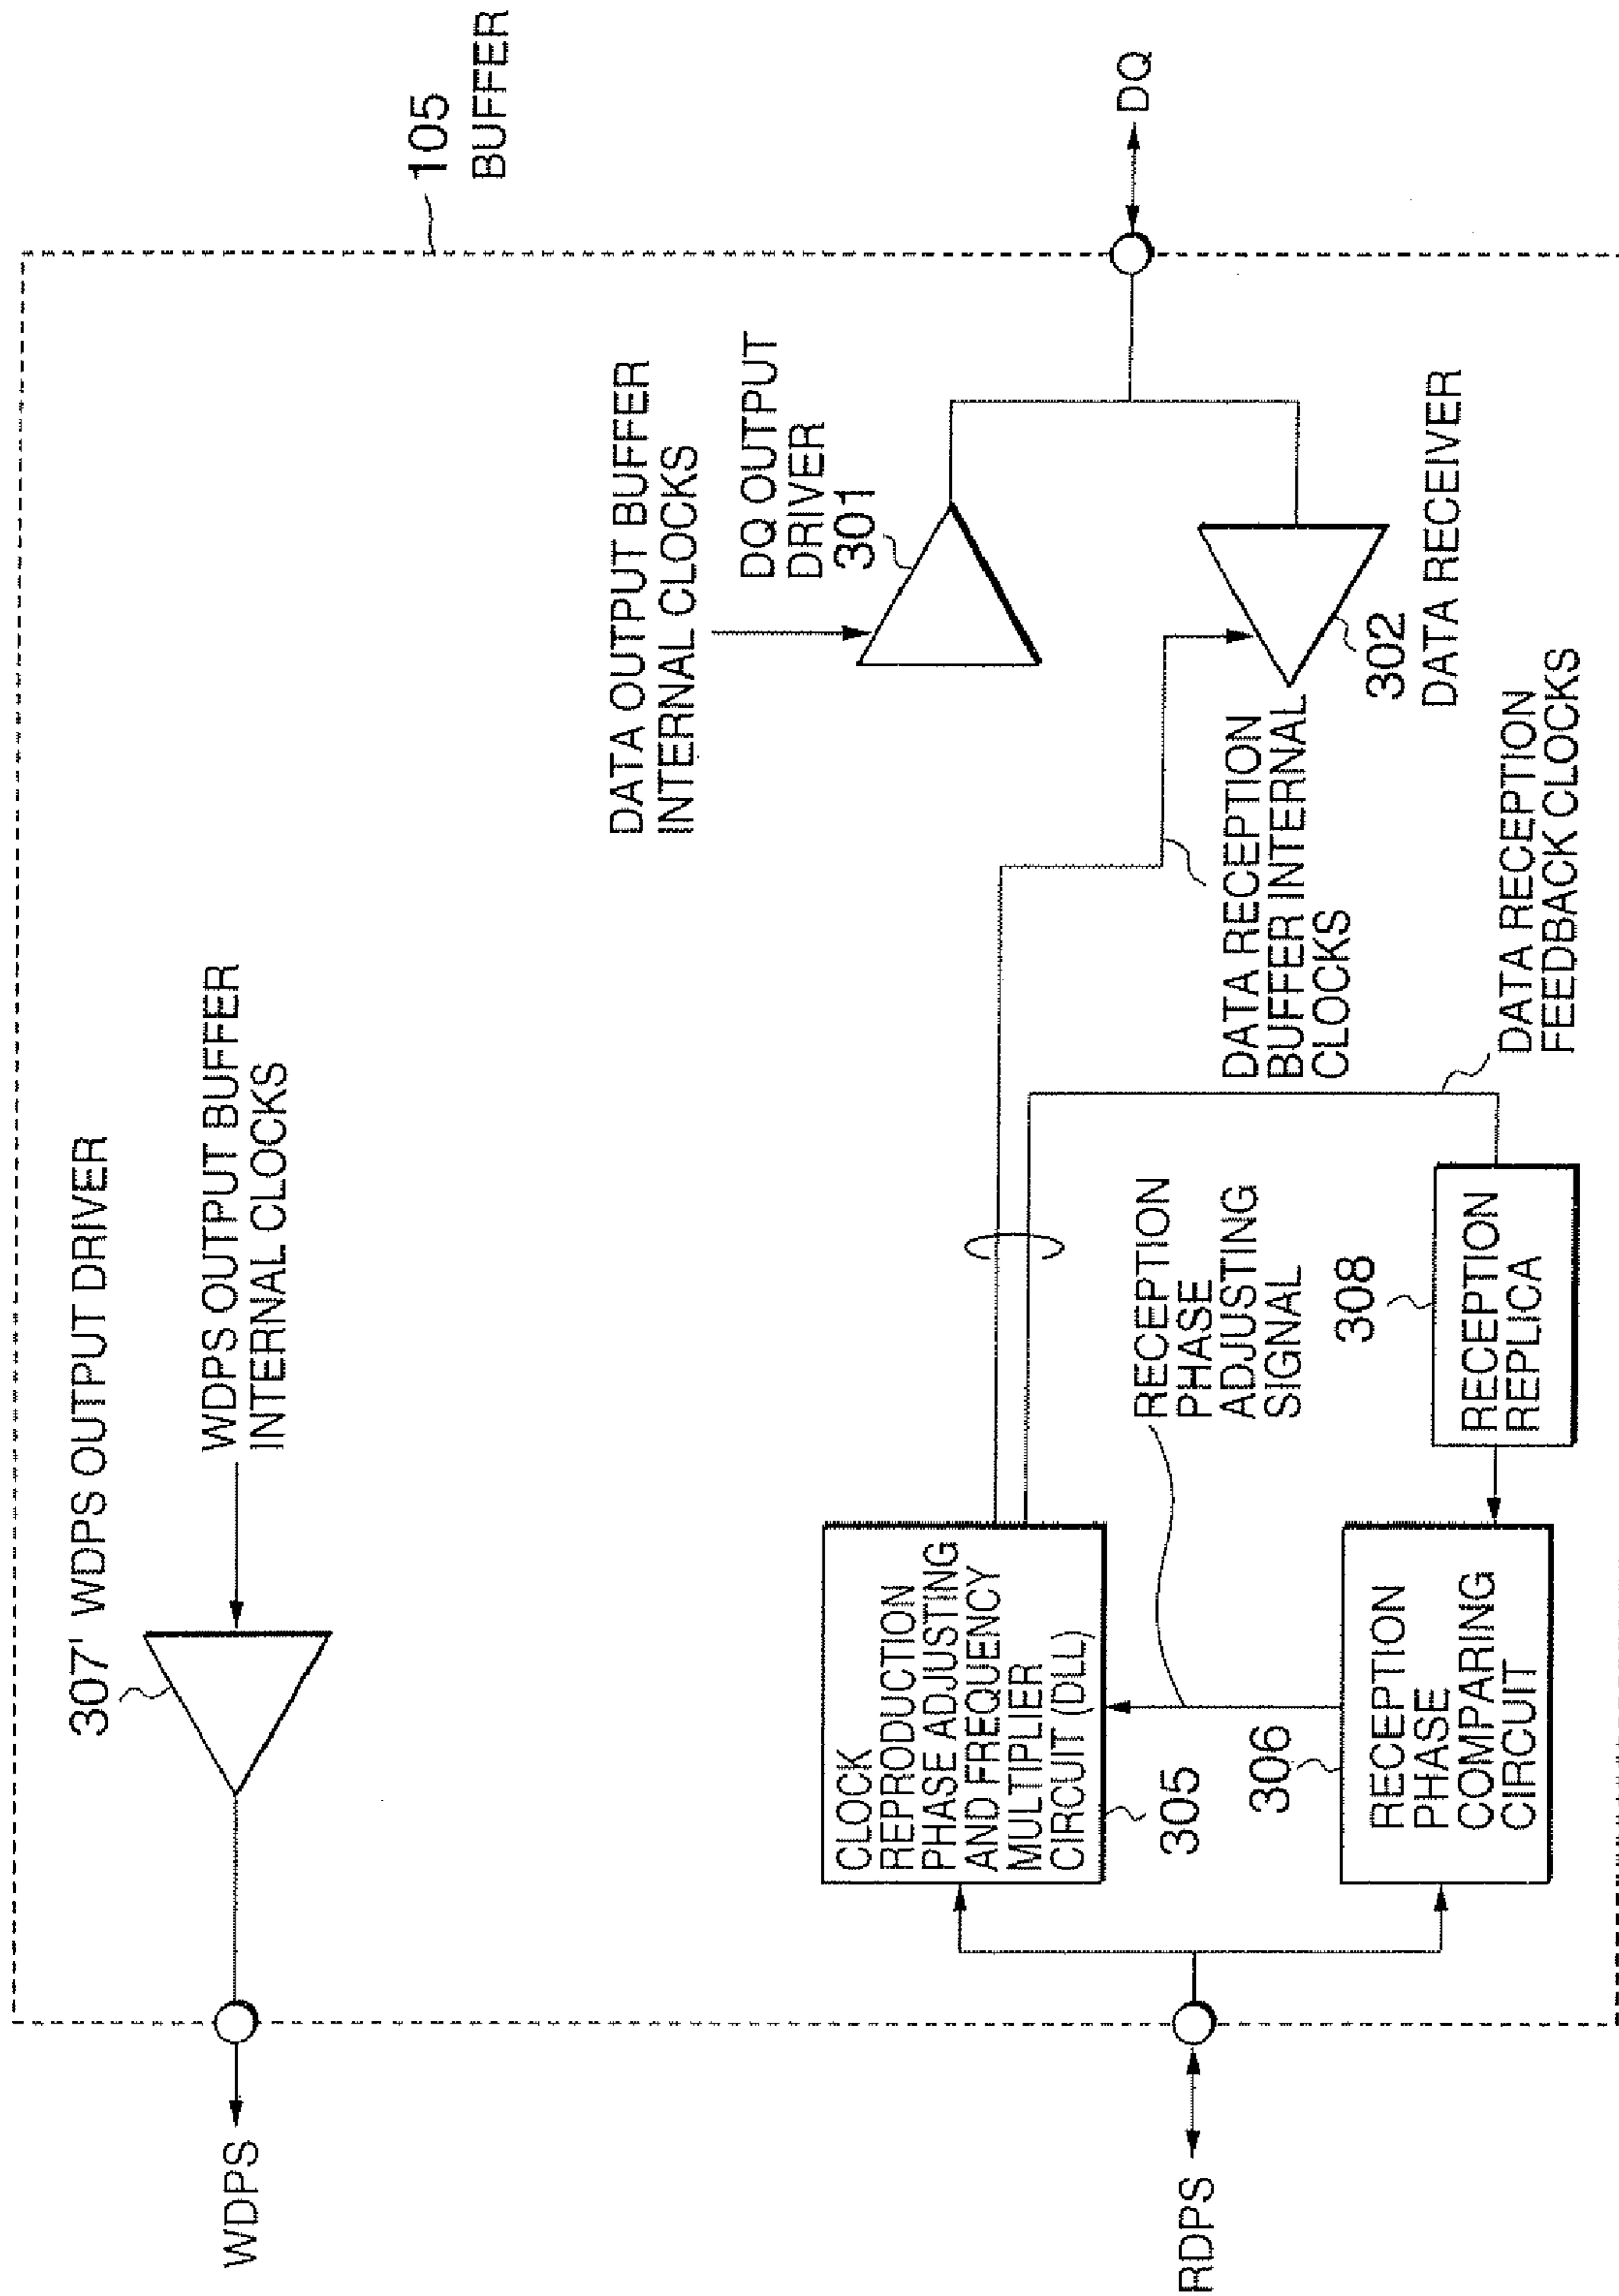 105
BUFFER
307' WDPS OUTPUT DRIVER
WDPS OUTPUT BUFFER
INTERNAL CLOCKS
WDPS
DATA OUTPUT BUFFER
INTERNAL CLOCKS
DQ OUTPUT
DRIVER
301
DQ
302
DATA RECEIVER
DATA RECEPTION
BUFFER INTERNAL
CLOCKS
DATA RECEPTION
FEEDBACK CLOCKS
CLOCK
REPRODUCTION
PHASE ADJUSTING
AND FREQUENCY
MULTIPLIER
CIRCUIT (DLL)
305
RECEPTION
PHASE
ADJUSTING
SIGNAL
306
RECEPTION
PHASE
COMPARING
CIRCUIT
308
RECEPTION
REPLICA
RDPS